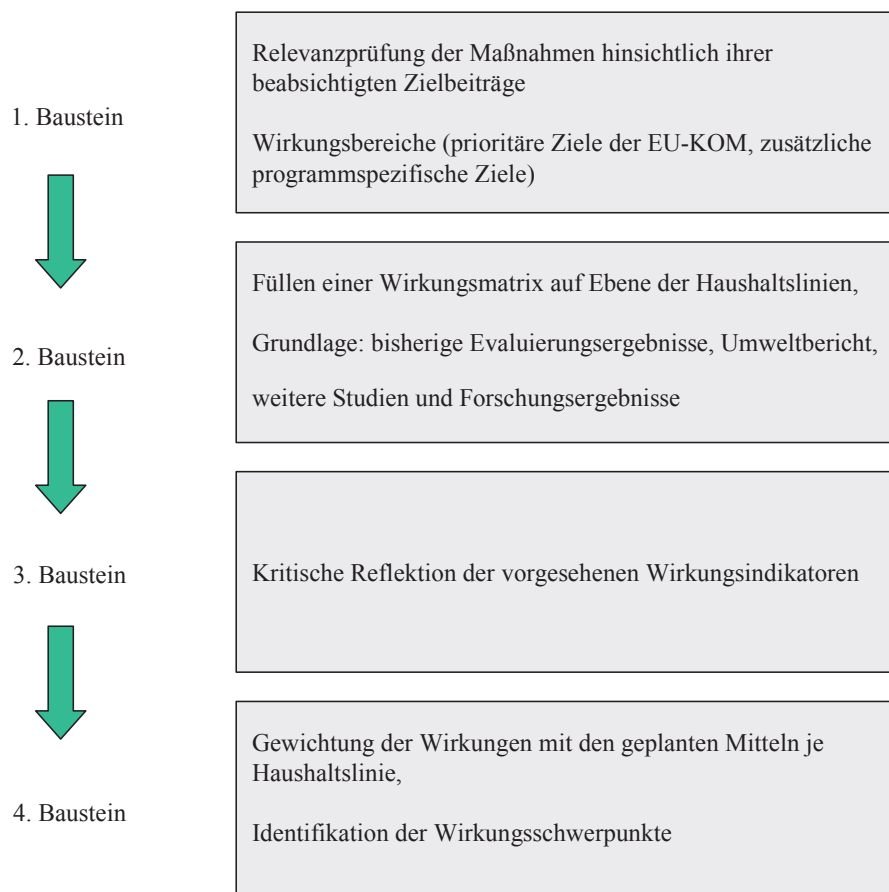 1. Baustein
Relevanzprüfung der Maßnahmen hinsichtlich ihrer
beabsichtigten Zielbeiträge
Wirkungsbereiche (prioritäre Ziele der EU-KOM, zusätzliche
programmspezifische Ziele)
2. Baustein
Füllen einer Wirkungsmatrix auf Ebene der Haushaltslinien,
Grundlage: bisherige Evaluierungsergebnisse, Umweltbericht,
weitere Studien und Forschungsergebnisse
3. Baustein
Kritische Reflektion der vorgesehenen Wirkungsindikatoren
4. Baustein
Gewichtung der Wirkungen mit den geplanten Mitteln je
Haushaltslinie,
Identifikation der Wirkungsschwerpunkte